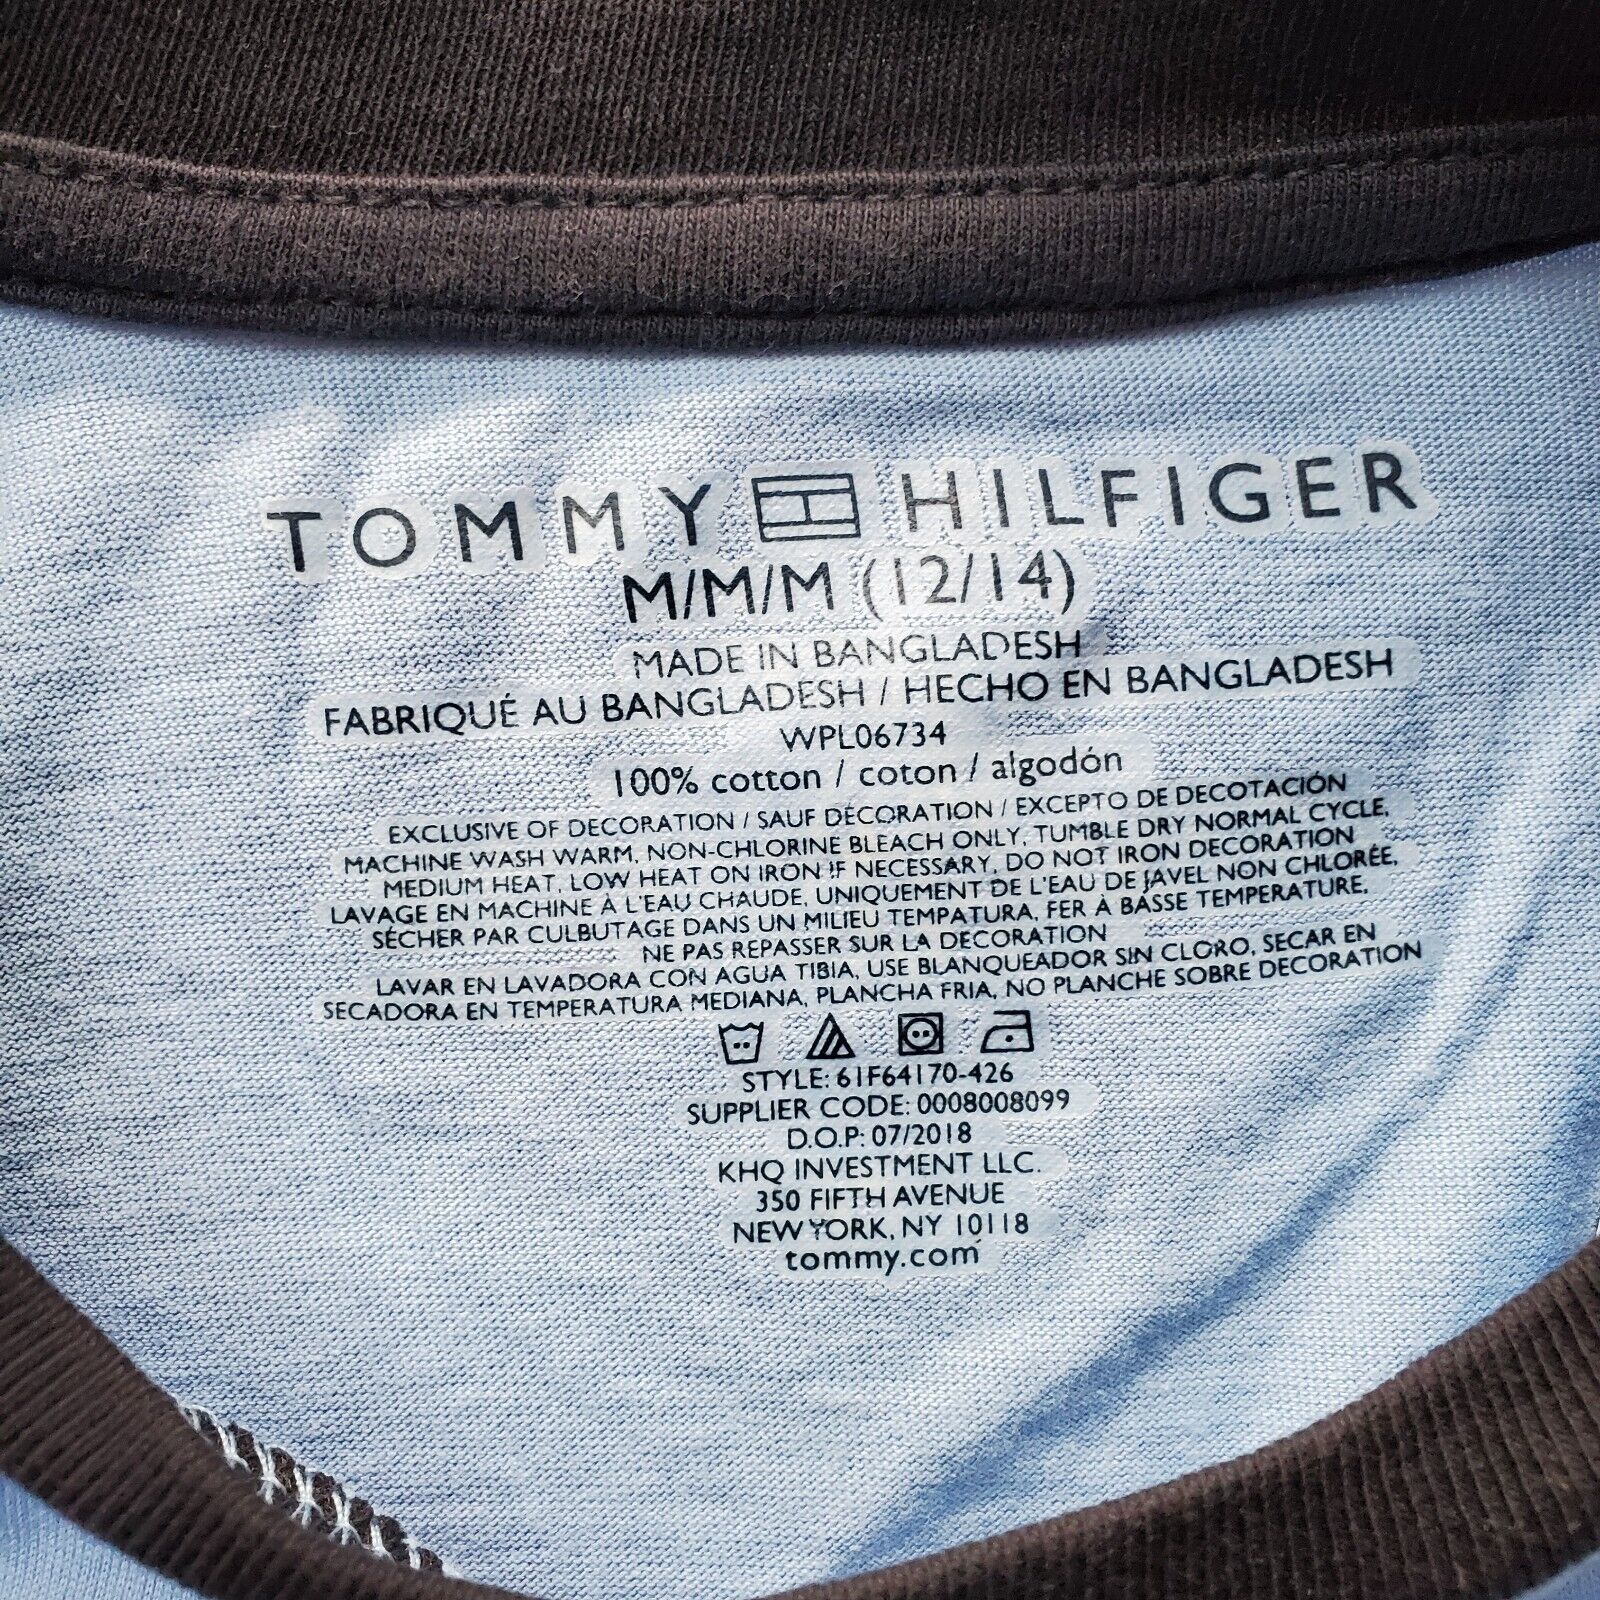 TOMMY HILFIGER
M/M/M (12/14)
MADE IN BANGLADESH
FABRIQUÉ AU BANGLADESH / HECHO EN BANGLADESH
WPL06734
100% cotton / coton / algodón
EXCLUSIVE OF DECORATION / SAUF DÉCORATION / EXCEPTO DE DECOTACIÓN
MACHINE WASH WARM, NON-CHLORINE BLEACH ONLY, TUMBLE DRY NORMAL CYCLE,
MEDIUM HEAT, LOW HEAT ON IRON IF NECESSARY, DO NOT IRON DECORATION
LAVAGE EN MACHINE À L'EAU CHAUDE, UNIQUEMENT DE L'EAU DE JAVEL NON CHLORÉE,
SÉCHER PAR CULBUTAGE DANS UN MILIEU TEMPATURA, FER À BASSE TEMPERATURE,
NE PAS REPASSER SUR LA DECORATION
LAVAR EN LAVADORA CON AGUA TIBIA, USE BLANQUEADOR SIN CLORO, SECAR EN
SECADORA EN TEMPERATURA MEDIANA, PLANCHA FRIA, NO PLANCHE SOBRE DECORATION
STYLE: 61F64170-426
SUPPLIER CODE: 0008008099
D.O.P: 07/2018
KHQ INVESTMENT LLC.
350 FIFTH AVENUE
NEW YORK, NY 10118
tommy.com